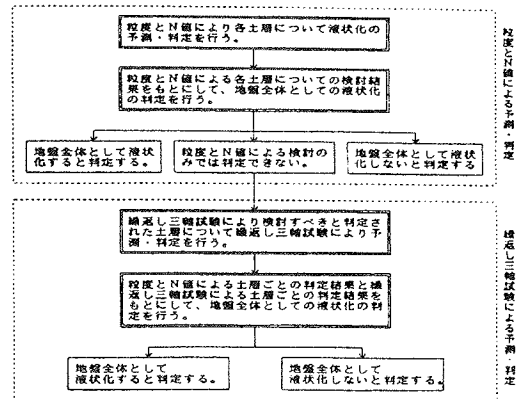 粒度とN値により各土層について液状化の
予測・判定を行う。
粒度とN値による各土層についての検討結
果をもとにして、地盤全体としての液状化
の判定を行う。
地盤全体として液状
化すると判定する。
粒度とN値による検討の
みでは判定できない。
地盤全体として液状
化しないと判定する
粒度とN値による予測・判定
繰返し三軸試験により検討すべきと判定さ
れた土層について繰返し三軸試験により予
測・判定を行う。
粒度とN値による土層ごとの判定結果と繰
返し三軸試験による土層ごとの判定結果を
もとにして、地盤全体としての液状化の判
定を行う。
地盤全体として
液状化すると判定する。
地盤全体として
液状化しないと判定する。
繰返し三軸試験による予測・判定